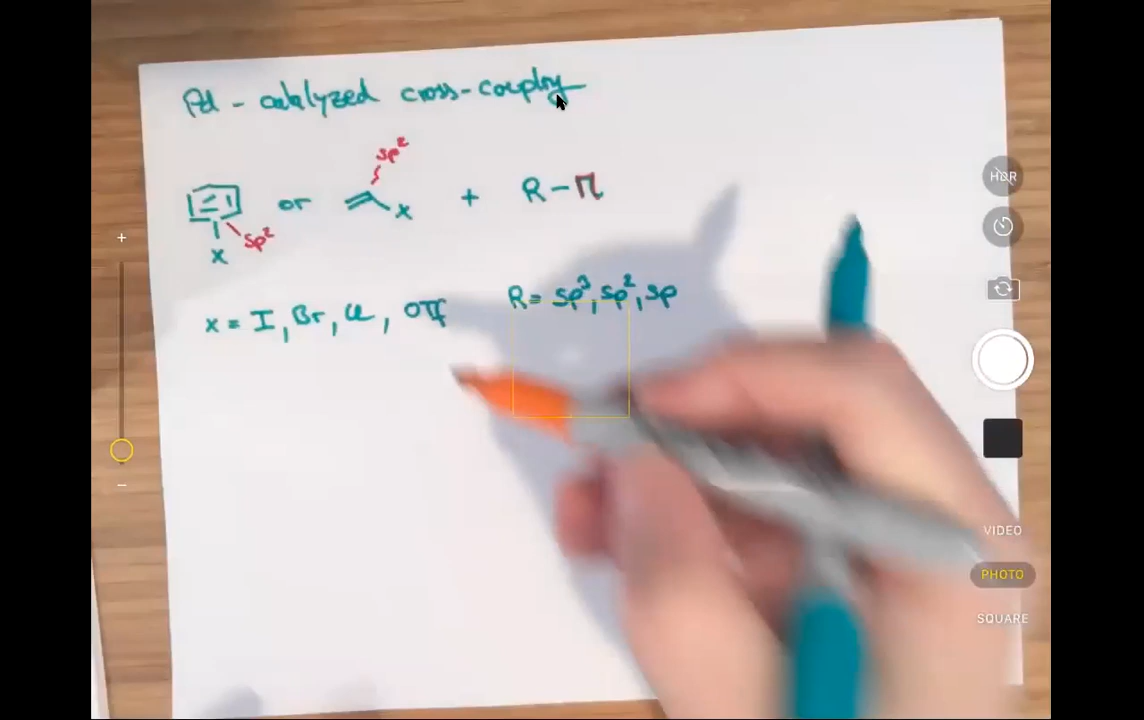 Pd - catalyzed cross-coupling
sp²
or
X
+
R-M
sp²
X
X = I, Br, Cl, OTf
R = sp³, sp², sp
HDR
+
-
VIDEO
PHOTO
SQUARE